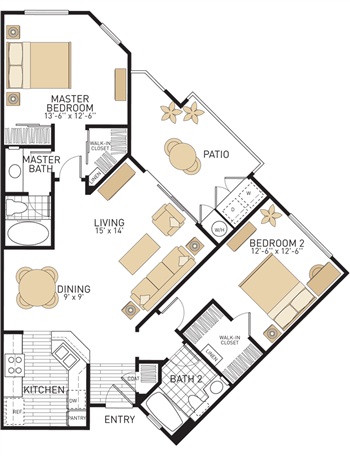 MASTER
BEDROOM
13'-6" x 12'-6"
WALK-IN
CLOSET
LINEN
MASTER
BATH
PATIO
LIVING
15' x 14'
W/H
D
W
BEDROOM 2
12'-6" x 12'-6"
DINING
9' x 9'
WALK-IN
CLOSET
LINEN
KITCHEN
REF
DW
PANTRY
COAT
BATH 2
ENTRY